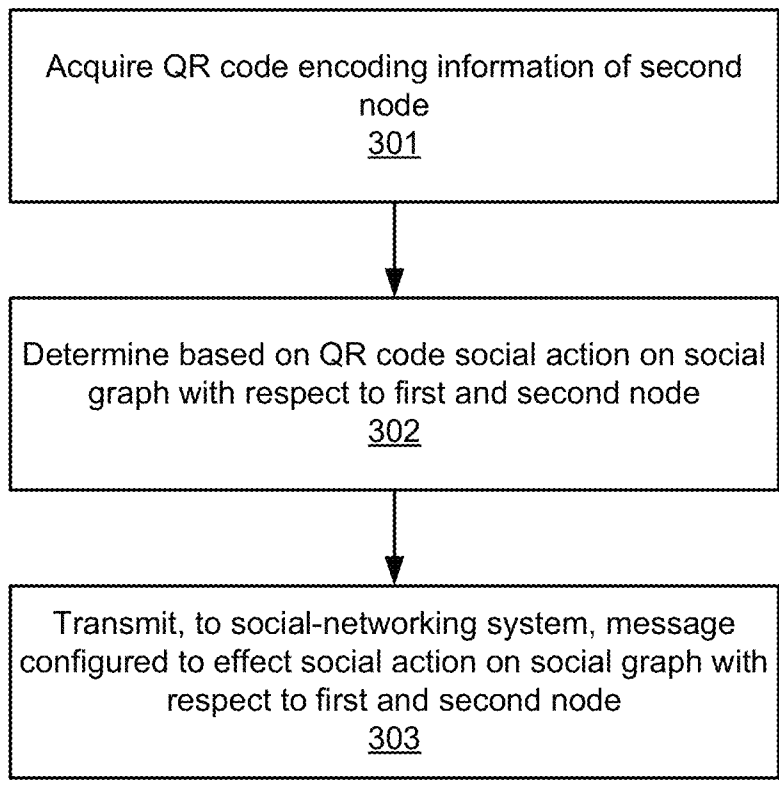 Acquire QR code encoding information of second
node
301
Determine based on QR code social action on social
graph with respect to first and second node
302
Transmit, to social-networking system, message
configured to effect social action on social graph with
respect to first and second node
303